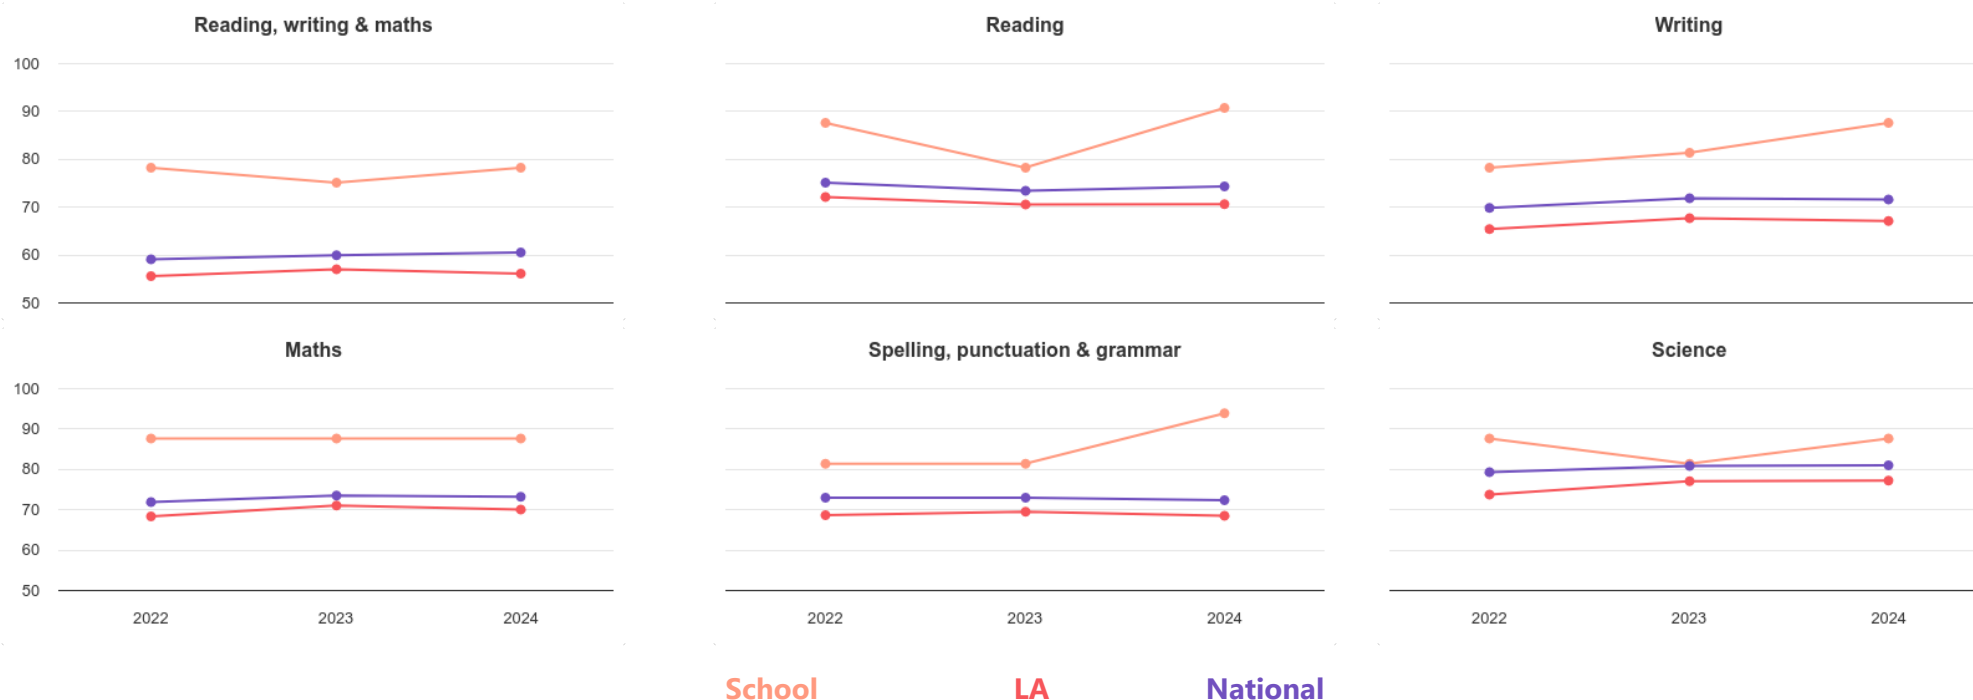 Reading, writing & maths
Reading
Writing
100
90
80
70
60
50
Maths
Spelling, punctuation & grammar
Science
100
90
80
70
60
50
2022 2023 2024
2022 2023 2024
2022 2023 2024
School LA National